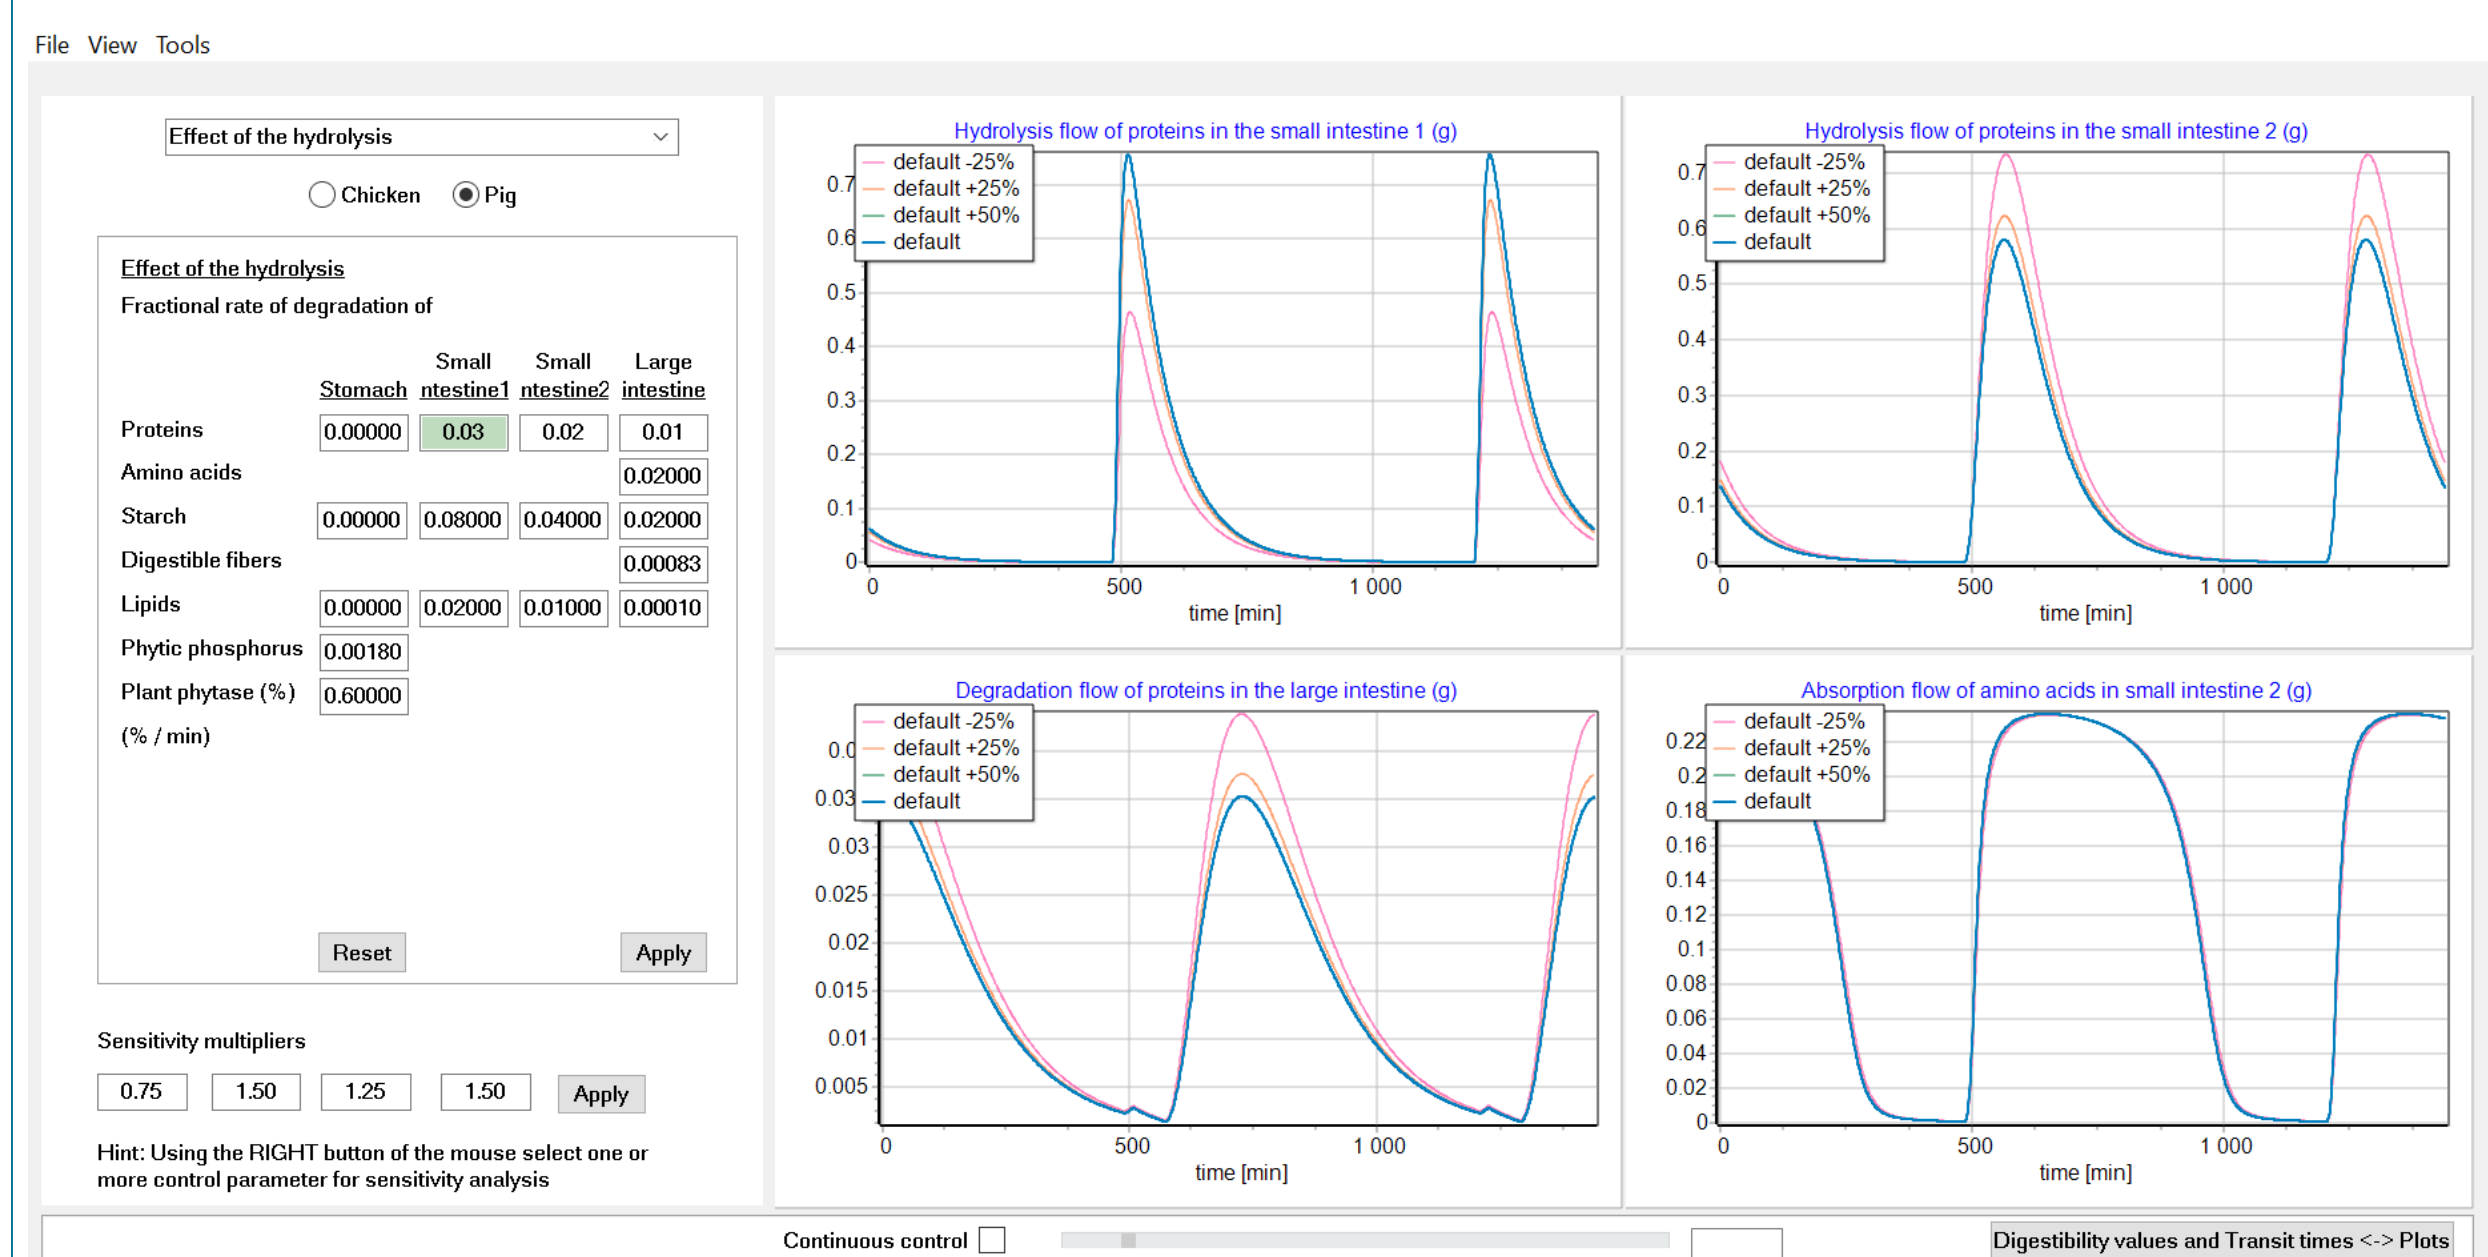 File View Tools
Effect of the hydrolysis
Chicken Pig
Effect of the hydrolysis
Fractional rate of degradation of
Small Small Large
Stomach ntestine1 ntestine2 intestine
Proteins 0.00000 0.03 0.02 0.01
Amino acids 0.02000
Starch 0.00000 0.08000 0.04000 0.02000
Digestible fibers 0.00083
Lipids 0.00000 0.02000 0.01000 0.00010
Phytic phosphorus 0.00180
Plant phytase (%) 0.60000
(% / min)
Reset Apply
Sensitivity multipliers
0.75 1.50 1.25 1.50 Apply
Hint: Using the RIGHT button of the mouse select one or
more control parameter for sensitivity analysis
Hydrolysis flow of proteins in the small intestine 1 (g)
default -25%
default +25%
default +50%
default
0.7
0.6
0.5
0.4
0.3
0.2
0.1
0
0 500 1 000
time [min]
Hydrolysis flow of proteins in the small intestine 2 (g)
default -25%
default +25%
default +50%
default
0.7
0.6
0.5
0.4
0.3
0.2
0.1
0
0 500 1 000
time [min]
Degradation flow of proteins in the large intestine (g)
default -25%
default +25%
default +50%
default
0.0
0.03
0.03
0.025
0.02
0.015
0.01
0.005
0 500 1 000
time [min]
Absorption flow of amino acids in small intestine 2 (g)
default -25%
default +25%
default +50%
default
0.22
0.2
0.18
0.16
0.14
0.12
0.1
0.08
0.06
0.04
0.02
0
0 500 1 000
time [min]
Continuous control
Digestibility values and Transit times <-> Plots